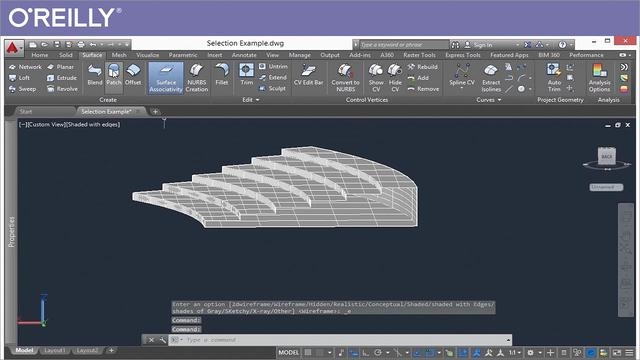 O'REILLY®
Selection Example.dwg
Type a keyword or phrase
Sign In
Home Solid Surface Mesh Visualize Parametric Insert Annotate View Manage Output Add-ins A360 Raster Tools Express Tools Featured Apps BIM 360 Performance
Network Planar
Loft Extrude
Sweep Revolve
Blend Patch Offset
Surface Associativity
NURBS Creation
Fillet Trim
Untrim
Extend
Sculpt
CV Edit Bar
Convert to NURBS
Show CV
Hide CV
Rebuild
Add
Remove
Spline CV
Extract Isolines
Auto Trim
Analysis Options
Create Edit Control Vertices Curves Project Geometry Analysis
Start Selection Example*
[−][Custom View][Shaded with edges]
BACK
Unnamed
Properties
Enter an option [2dwireframe/Wireframe/Hidden/Realistic/Conceptual/Shaded/shaded with Edges/
shades of Gray/SKetchy/X-ray/Other] <Wireframe>: _e
Command:
Command:
Type a command
Model Layout1 Layout2 +
MODEL
1:1